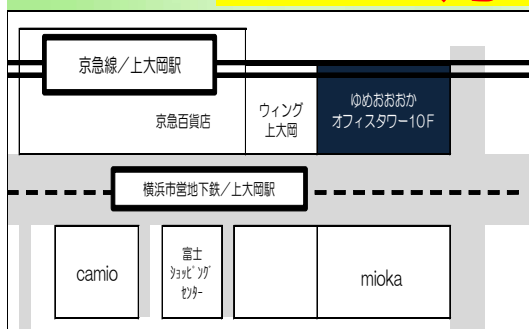 京急線／上大岡駅
京急百貨店
ウィング
上大岡
ゆめおおおか
オフィスタワー10F
横浜市営地下鉄／上大岡駅
camio
富士
ｼｮｯﾋﾟﾝｸﾞ
ｾﾝﾀｰ
mioka